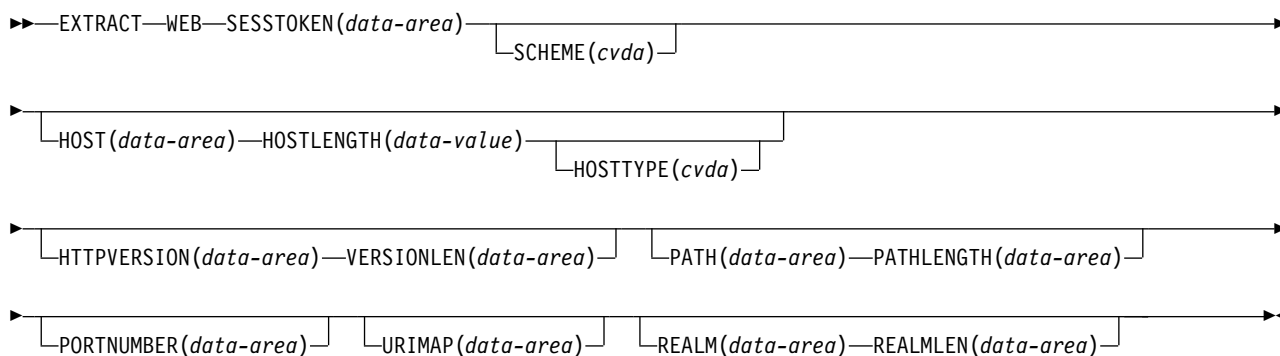 EXTRACT WEB SESSTOKEN(data-area)
SCHEME(cvda)
HOST(data-area) HOSTLENGTH(data-value)
HOSTTYPE(cvda)
HTTPVERSION(data-area) VERSIONLEN(data-area) PATH(data-area) PATHLENGTH(data-area)
PORTNUMBER(data-area) URIMAP(data-area) REALM(data-area) REALMLEN(data-area)